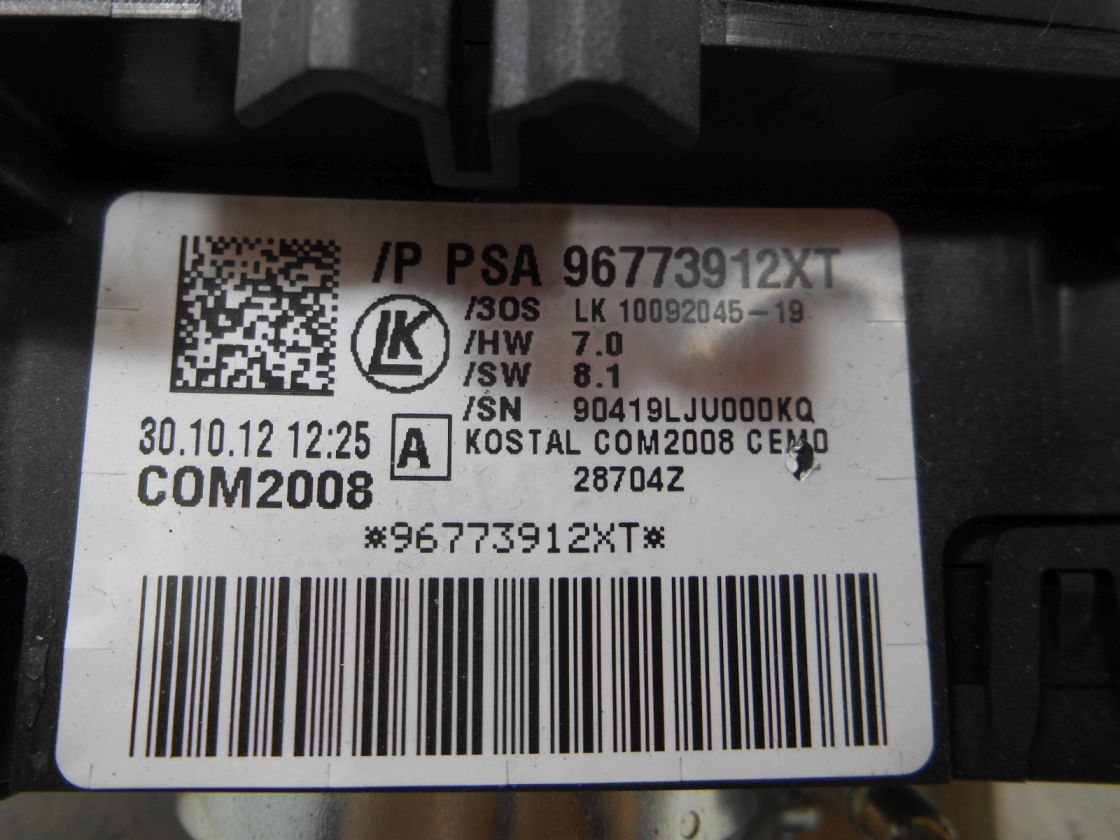 /P PSA 96773912XT
/3OS LK 10092045-19
LK
/HW 7.0
/SW 8.1
/SN 90419LJU000KQ
30.10.12 12:25 A KOSTAL COM2008 CEMO
COM2008 28704Z
*96773912XT*